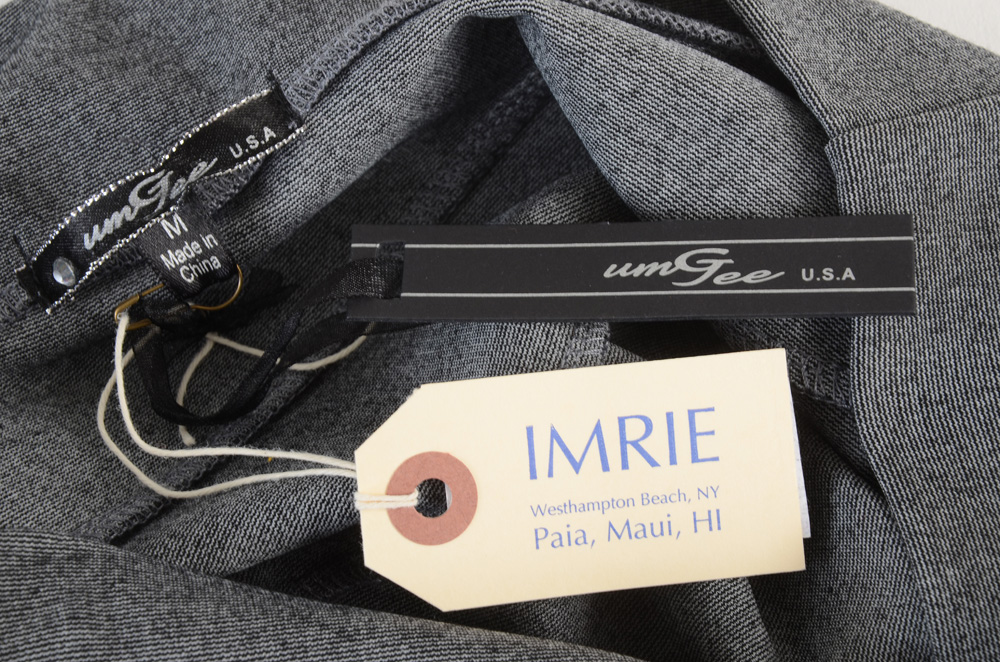 umGee U.S.A
M
Made in
China
umGee U.S.A
IMRIE
Westhampton Beach, NY
Paia, Maui, HI